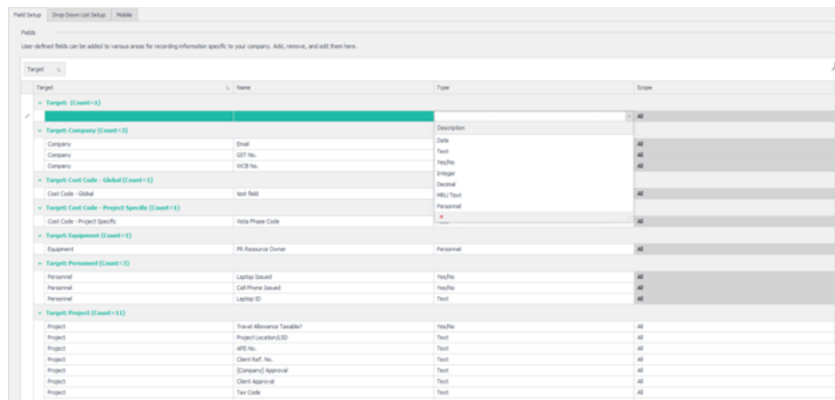 Field Setup Drop Down List Setup Mobile
Fields
User-defined fields can be added to various areas for recording information specific to your company. Add, remove, and edit them here.
Target
Target Name Type Scope
Target: (Count=1)
All
Description
Date
Text
Yes/No
Integer
Decimal
MRU Text
Personnel
Target: Company (Count=3)
Company Email All
Company GST No. All
Company WCB No. All
Target: Cost Code - Global (Count=1)
Cost Code - Global test field All
Target: Cost Code - Project Specific (Count=1)
Cost Code - Project Specific Vista Phase Code All
Target: Equipment (Count=1)
Equipment PR Resource Owner Personnel All
Target: Personnel (Count=3)
Personnel Laptop Issued Yes/No All
Personnel Cell Phone Issued Yes/No All
Personnel Laptop ID Text All
Target: Project (Count=11)
Project Travel Allowance Taxable? Yes/No All
Project Project Location/LSD Text All
Project AFE No. Text All
Project Client Ref. No. Text All
Project [Company] Approval Text All
Project Client Approval Text All
Project Tax Code Text All